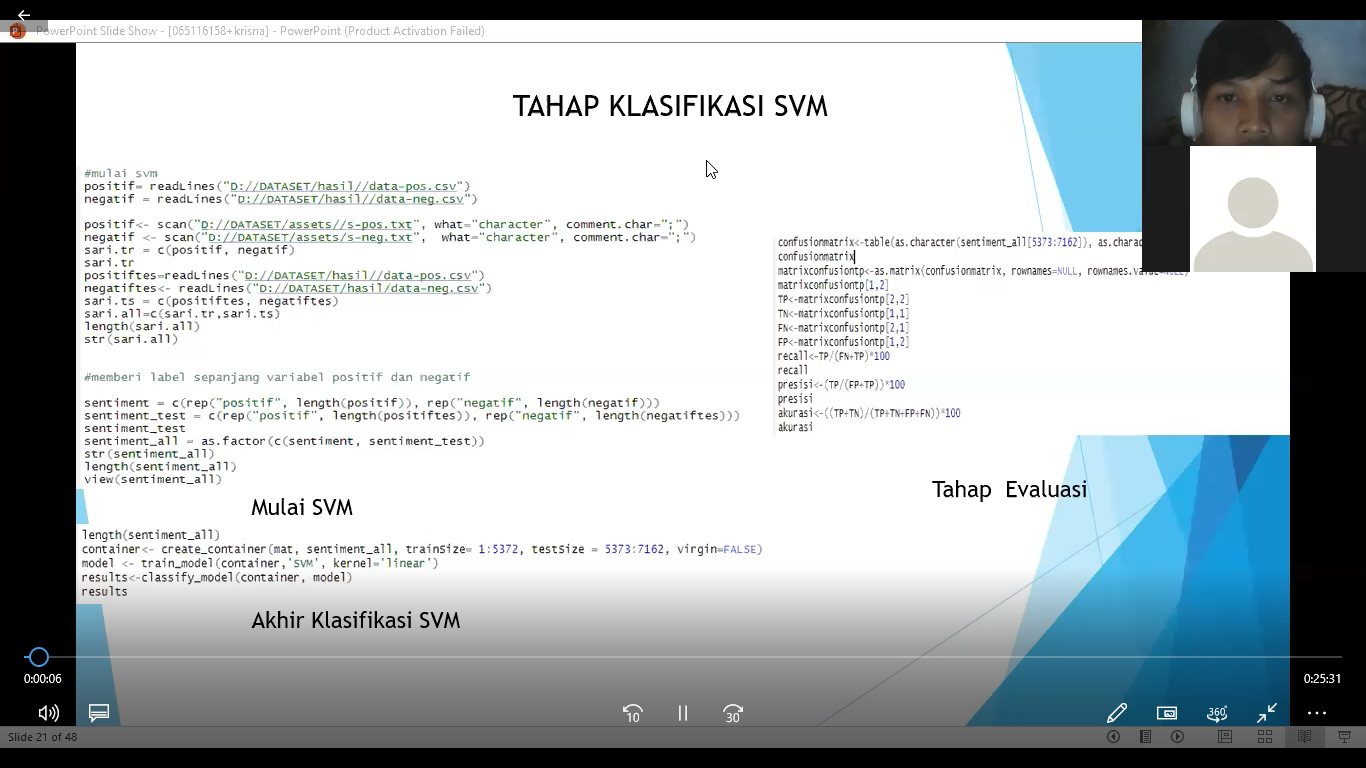 PowerPoint Slide Show - [065116158+krisna] - PowerPoint (Product Activation Failed)
TAHAP KLASIFIKASI SVM
#mulai svm
positif= readLines("D://DATASET/hasil//data-pos.csv")
negatif = readLines("D://DATASET/hasil//data-neg.csv")
positif<- scan("D://DATASET/assets//s-pos.txt", what="character", comment.char=";")
negatif <- scan("D://DATASET/assets/s-neg.txt",  what="character", comment.char=";")
sari.tr = c(positif, negatif)
sari.tr
positiftes=readLines("D://DATASET/hasil//data-pos.csv")
negatiftes<- readLines("D://DATASET/hasil/data-neg.csv")
sari.ts = c(positiftes, negatiftes)
sari.all=c(sari.tr,sari.ts)
length(sari.all)
str(sari.all)
#memberi label sepanjang variabel positif dan negatif
sentiment = c(rep("positif", length(positif)), rep("negatif", length(negatif)))
sentiment_test = c(rep("positif", length(positiftes)), rep("negatif", length(negatiftes)))
sentiment_test
sentiment_all = as.factor(c(sentiment, sentiment_test))
str(sentiment_all)
length(sentiment_all)
view(sentiment_all)
Mulai SVM
length(sentiment_all)
container<- create_container(mat, sentiment_all, trainSize= 1:5372, testSize = 5373:7162, virgin=FALSE)
model <- train_model(container,'SVM', kernel='linear')
results<-classify_model(container, model)
results
Akhir Klasifikasi SVM
confusionmatrix<-table(as.character(sentiment_all[5373:7162]),
confusionmatrix
matrixconfusiontp<-as.matrix(confusionmatrix, rownames=NULL, rownames.value=NULL)
matrixconfusiontp[1,2]
TP<-matrixconfusiontp[2,2]
TN<-matrixconfusiontp[1,1]
FN<-matrixconfusiontp[2,1]
FP<-matrixconfusiontp[1,2]
recall<-TP/(FN+TP)*100
recall
presisi<-(TP/(FP+TP))*100
presisi
akurasi<-((TP+TN)/(TP+TN+FP+FN))*100
akurasi
Tahap  Evaluasi
0:00:06
0:25:31
10
30
360
Slide 21 of 48